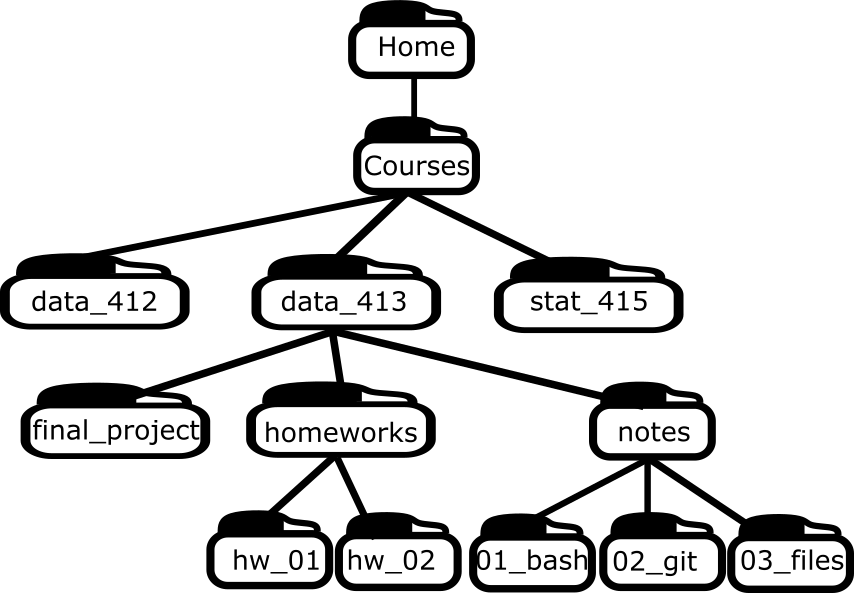 Home
Courses
data_412
data_413
stat_415
final_project
homeworks
notes
hw_01
hw_02
01_bash
02_git
03_files